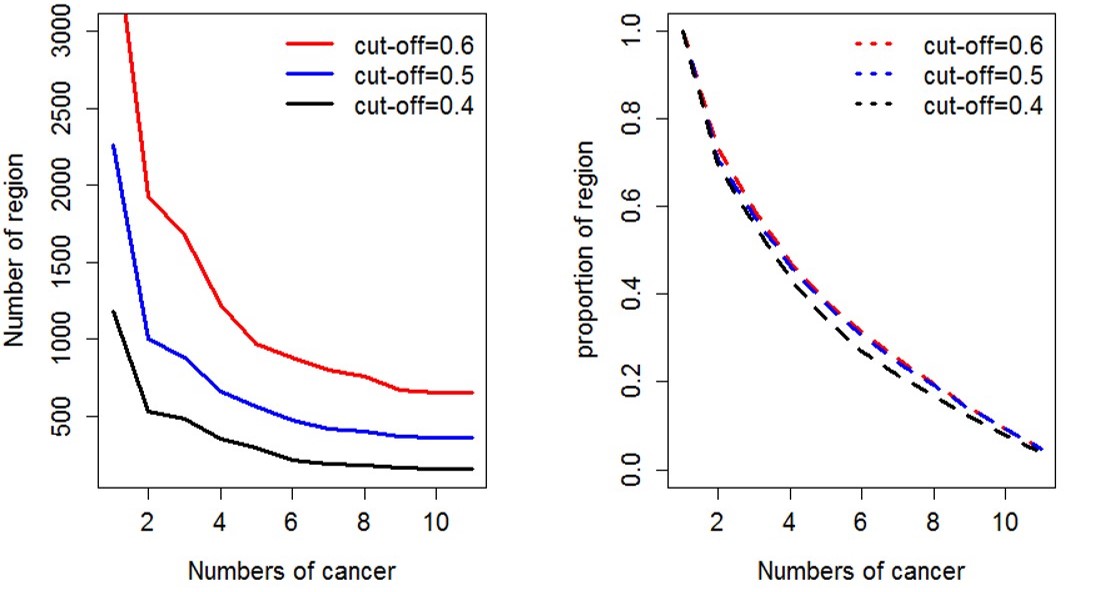 Number of region
3000
2500
2000
1500
1000
500
cut-off=0.6
cut-off=0.5
cut-off=0.4
2 4 6 8 10
Numbers of cancer
proportion of region
1.0
0.8
0.6
0.4
0.2
0.0
cut-off=0.6
cut-off=0.5
cut-off=0.4
2 4 6 8 10
Numbers of cancer